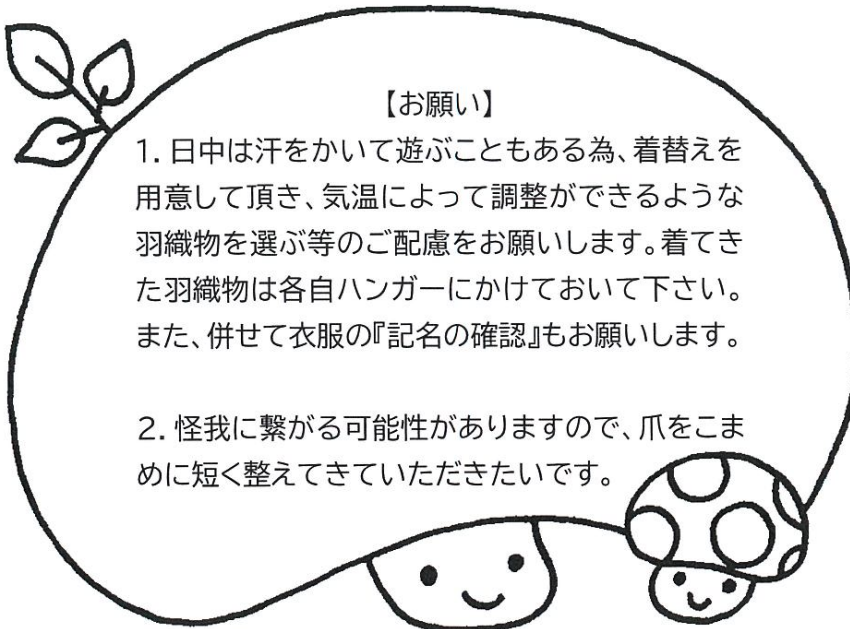 【お願い】
1. 日中は汗をかいて遊ぶこともある為、着替えを
用意して頂き、気温によって調整ができるような
羽織物を選ぶ等のご配慮をお願いします。着てき
た羽織物は各自ハンガーにかけておいて下さい。
また、併せて衣服の『記名の確認』もお願いします。
2. 怪我に繋がる可能性がありますので、爪をこま
めに短く整えてきていただきたいです。